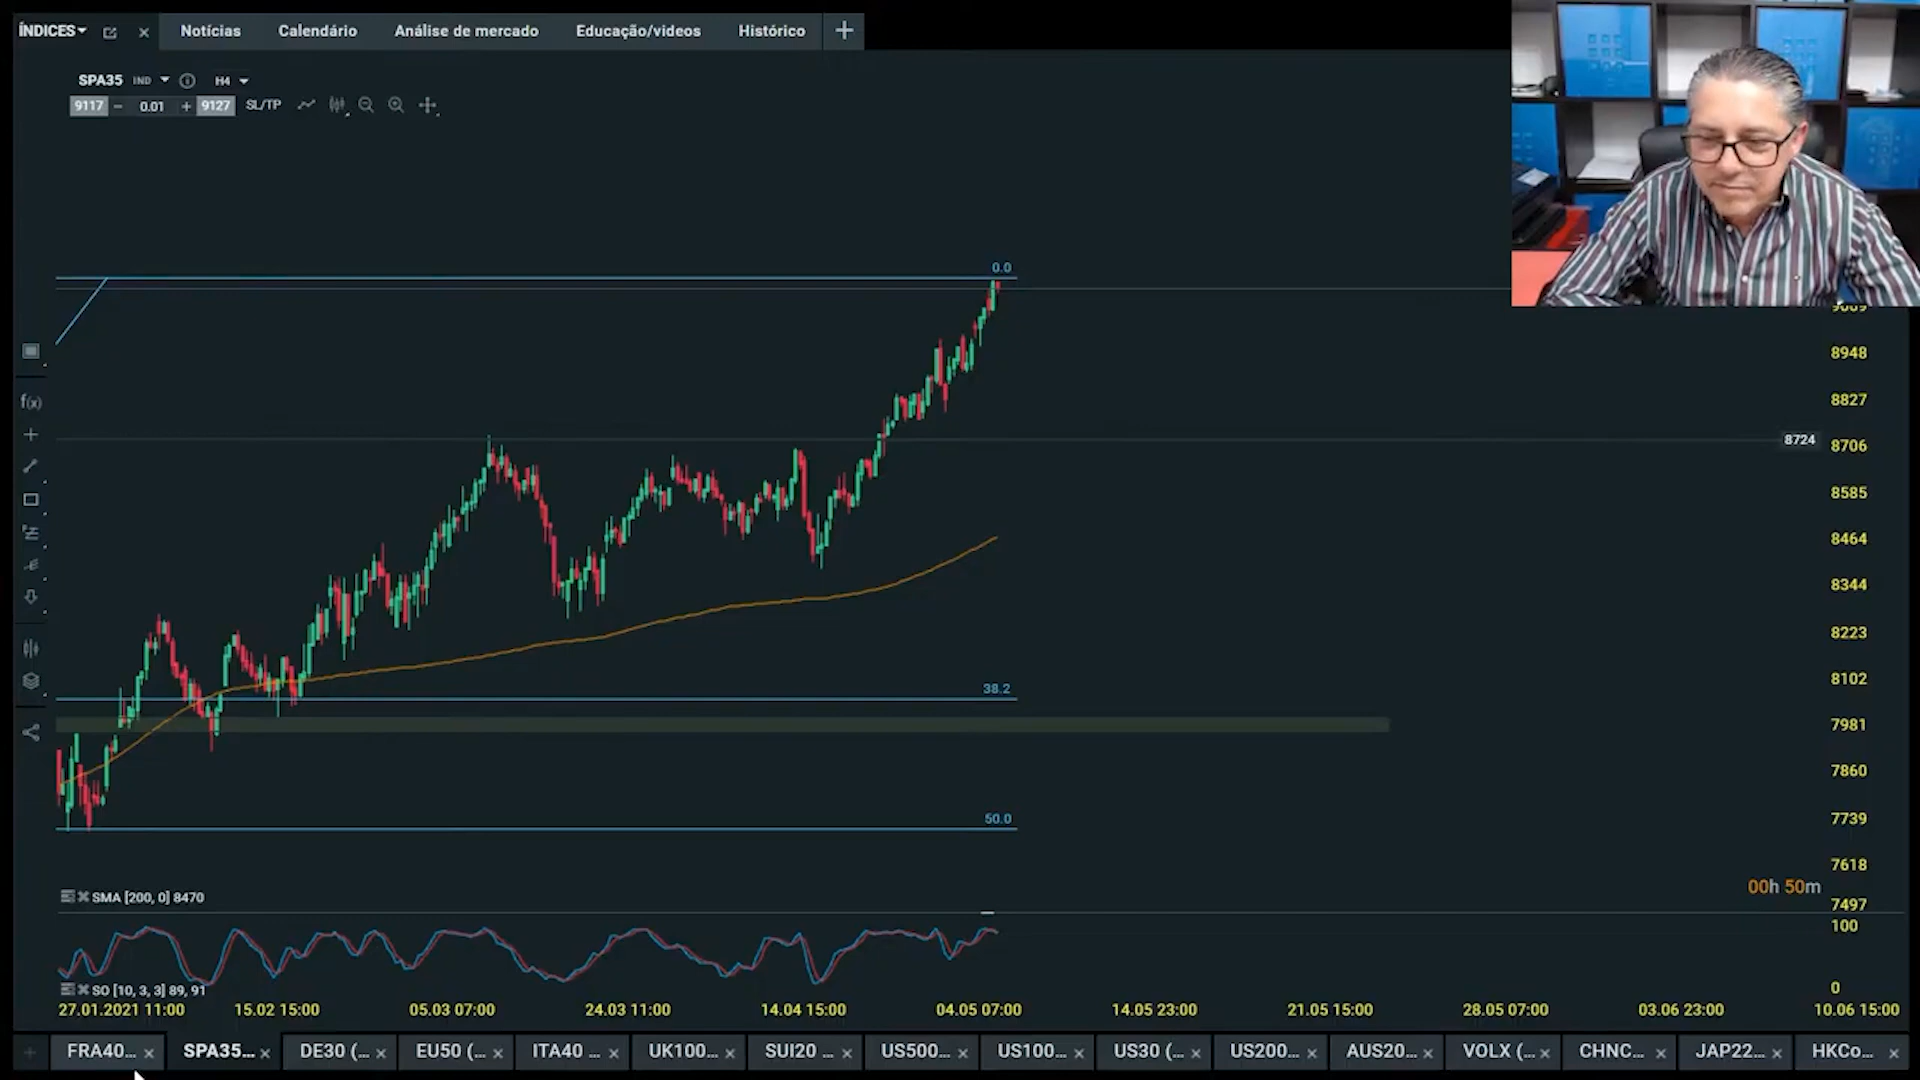 ÍNDICES Notícias Calendário Análise de mercado Educação/videos Histórico
SPA35 IND H4
9117 − 0.01 + 9127 SL/TP
0.0
8948
8827
8724
8706
8585
8464
8344
8223
38.2
8102
f(x)
7981
7860
50.0
7739
7618
00h 50m
SMA [200, 0] 8470
7497
100
SO [10, 3, 3] 89, 91
0
27.01.2021 11:00 15.02 15:00 05.03 07:00 24.03 11:00 14.04 15:00 04.05 07:00 14.05 23:00 21.05 15:00 28.05 07:00 03.06 23:00 10.06 15:00
FRA40... SPA35... DE30 (... EU50 (... ITA40 ... UK100... SUI20 ... US500... US100... US30 (... US200... AUS20... VOLX (... CHNC... JAP22... HKCo...